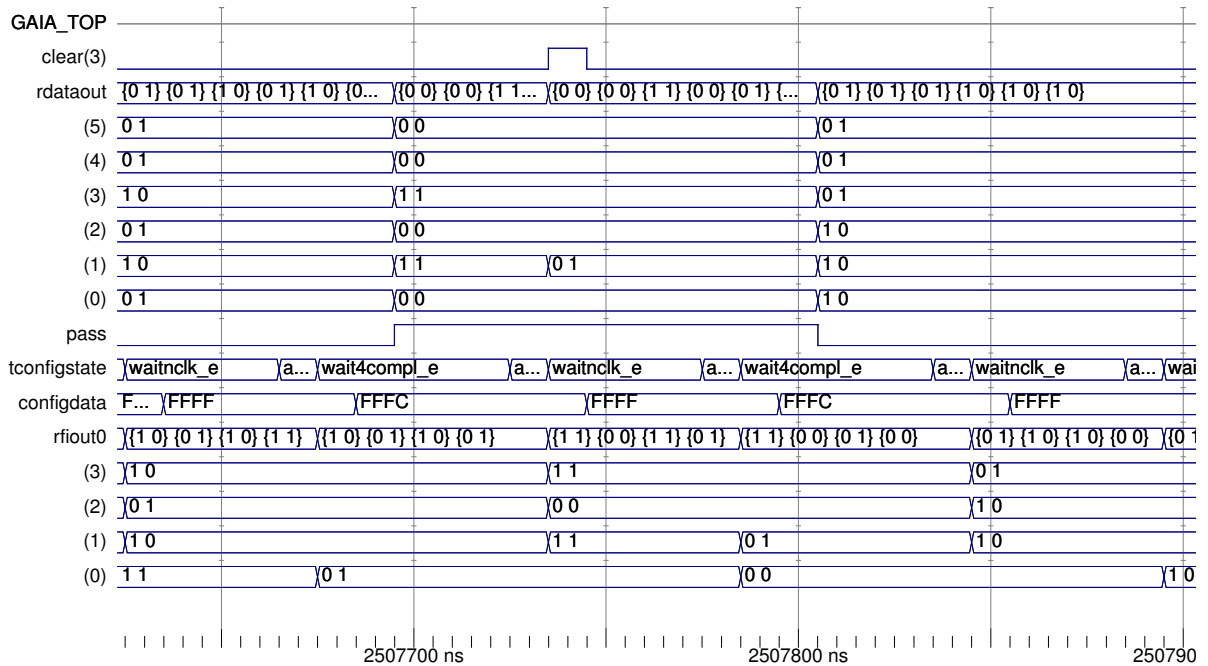 GAIA_TOP
clear(3)
rdataout {0 1} {0 1} {1 0} {0 1} {1 0} {0... {0 0} {0 0} {1 1... {0 0} {0 0} {1 1} {0 0} {0 1} {... {0 1} {0 1} {0 1} {1 0} {1 0} {1 0}
(5) 0 1 0 0 0 1
(4) 0 1 0 0 0 1
(3) 1 0 1 1 0 1
(2) 0 1 0 0 1 0
(1) 1 0 1 1 0 1 1 0
(0) 0 1 0 0 1 0
pass
tconfigstate waitnclk_e a... wait4compl_e a... waitnclk_e a... wait4compl_e a... waitnclk_e a... wai
configdata F... FFFF FFFC FFFF FFFC FFFF
rfiout0 {1 0} {0 1} {1 0} {1 1} {1 0} {0 1} {1 0} {0 1} {1 1} {0 0} {1 1} {0 1} {1 1} {0 0} {0 1} {0 0} {0 1} {1 0} {1 0} {0 0} {0 1
(3) 1 0 1 1 0 1
(2) 0 1 0 0 1 0
(1) 1 0 1 1 0 1 1 0
(0) 1 1 0 1 0 0 1 0
2507700 ns 2507800 ns 250790